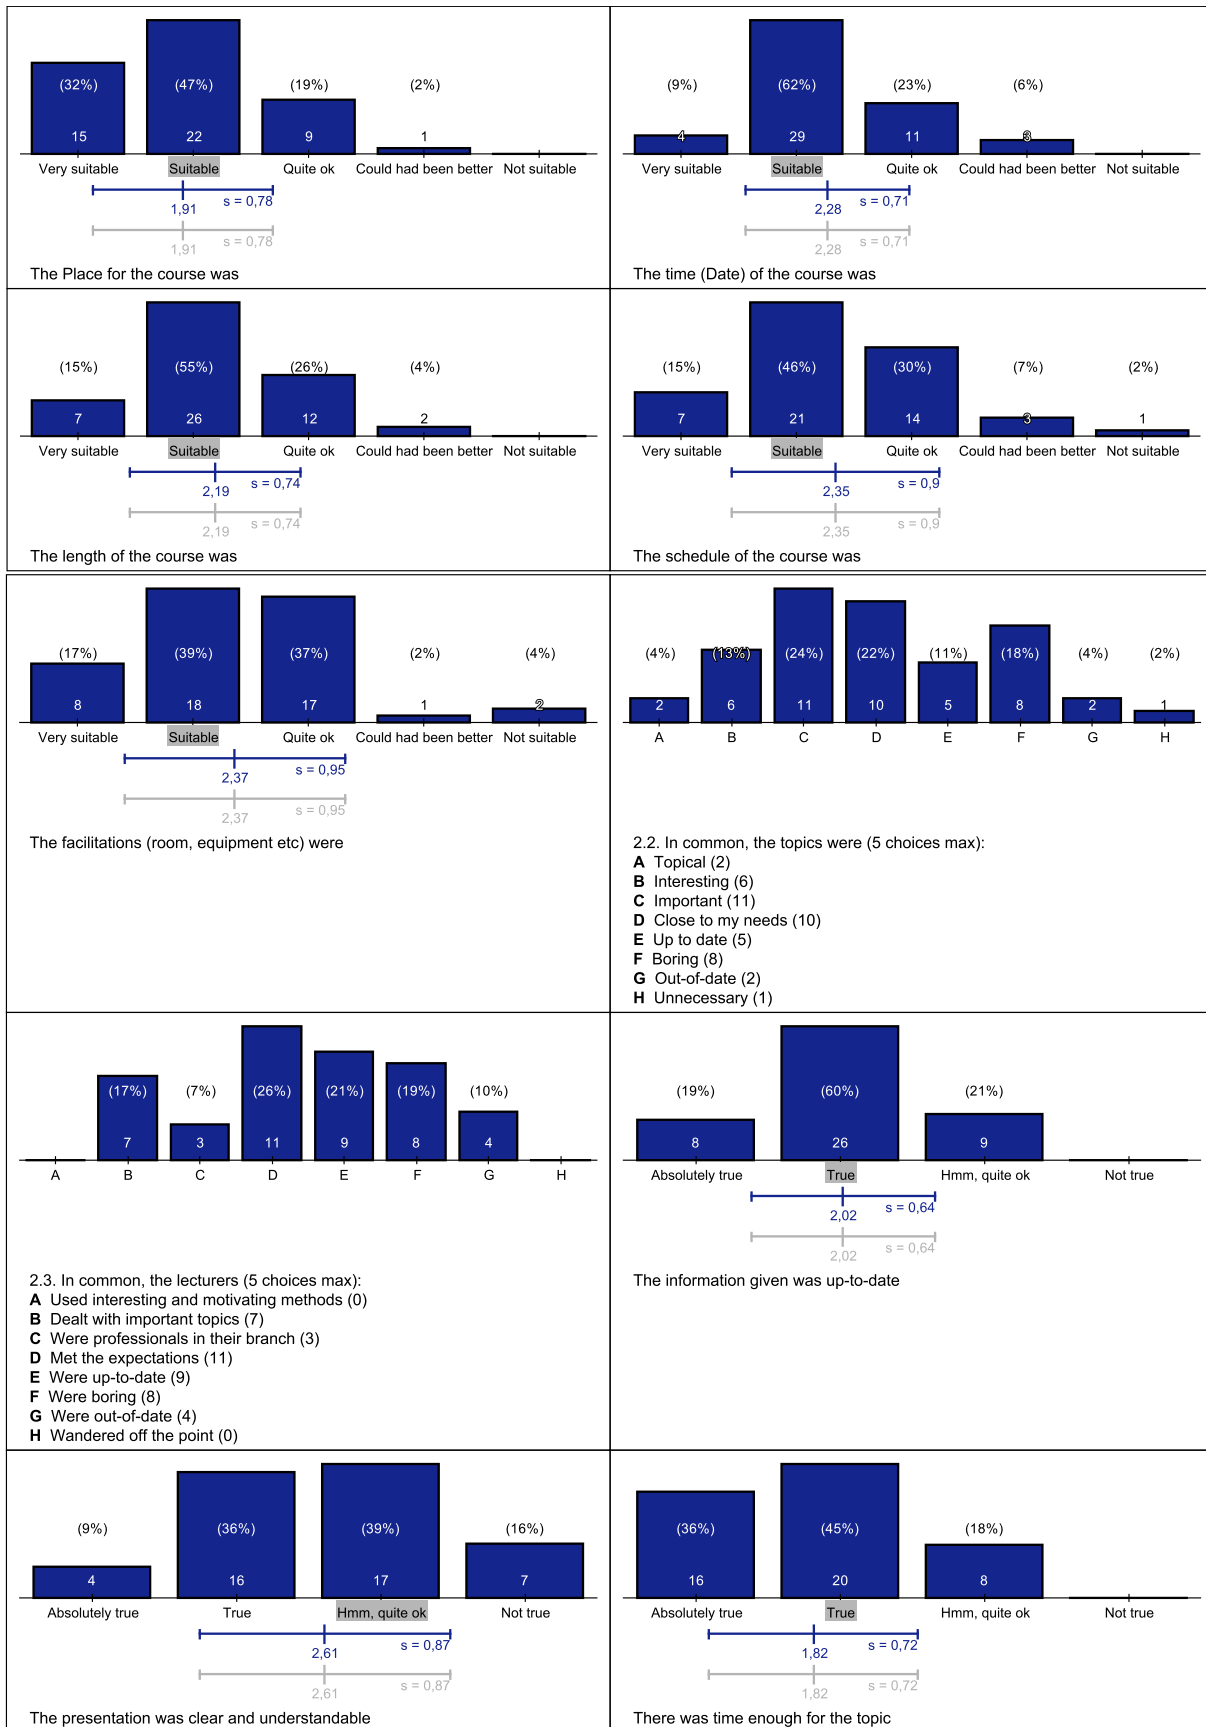 (32%) (47%) (19%) (2%)
15 22 9 1
Very suitable Suitable Quite ok Could had been better Not suitable
1,91 s = 0,78
1,91 s = 0,78
The Place for the course was
(9%) (62%) (23%) (6%)
4 29 11 3
Very suitable Suitable Quite ok Could had been better Not suitable
2,28 s = 0,71
2,28 s = 0,71
The time (Date) of the course was
(15%) (55%) (26%) (4%)
7 26 12 2
Very suitable Suitable Quite ok Could had been better Not suitable
2,19 s = 0,74
2,19 s = 0,74
The length of the course was
(15%) (46%) (30%) (7%) (2%)
7 21 14 3 1
Very suitable Suitable Quite ok Could had been better Not suitable
2,35 s = 0,9
2,35 s = 0,9
The schedule of the course was
(17%) (39%) (37%) (2%) (4%)
8 18 17 1 2
Very suitable Suitable Quite ok Could had been better Not suitable
2,37 s = 0,95
2,37 s = 0,95
The facilitations (room, equipment etc) were
(4%) (13%) (24%) (22%) (11%) (18%) (4%) (2%)
2 6 11 10 5 8 2 1
A B C D E F G H
2.2. In common, the topics were (5 choices max):
A Topical (2)
B Interesting (6)
C Important (11)
D Close to my needs (10)
E Up to date (5)
F Boring (8)
G Out-of-date (2)
H Unnecessary (1)
(17%) (7%) (26%) (21%) (19%) (10%)
7 3 11 9 8 4
A B C D E F G H
2.3. In common, the lecturers (5 choices max):
A Used interesting and motivating methods (0)
B Dealt with important topics (7)
C Were professionals in their branch (3)
D Met the expectations (11)
E Were up-to-date (9)
F Were boring (8)
G Were out-of-date (4)
H Wandered off the point (0)
(19%) (60%) (21%)
8 26 9
Absolutely true True Hmm, quite ok Not true
2,02 s = 0,64
2,02 s = 0,64
The information given was up-to-date
(9%) (36%) (39%) (16%)
4 16 17 7
Absolutely true True Hmm, quite ok Not true
2,61 s = 0,87
2,61 s = 0,87
The presentation was clear and understandable
(36%) (45%) (18%)
16 20 8
Absolutely true True Hmm, quite ok Not true
1,82 s = 0,72
1,82 s = 0,72
There was time enough for the topic